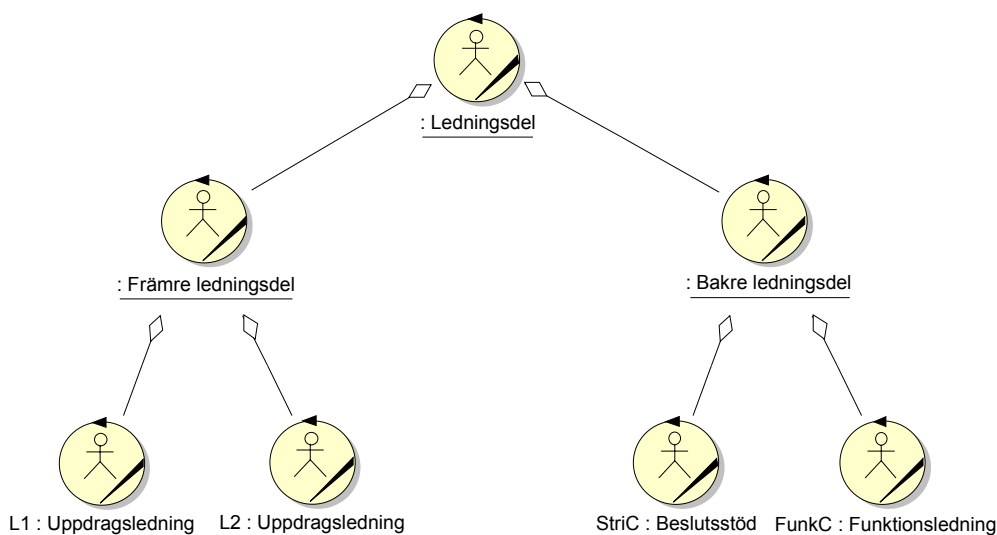 : Ledningsdel
: Främre ledningsdel
: Bakre ledningsdel
L1 : Uppdragsledning
L2 : Uppdragsledning
StriC : Beslutsstöd
FunkC : Funktionsledning